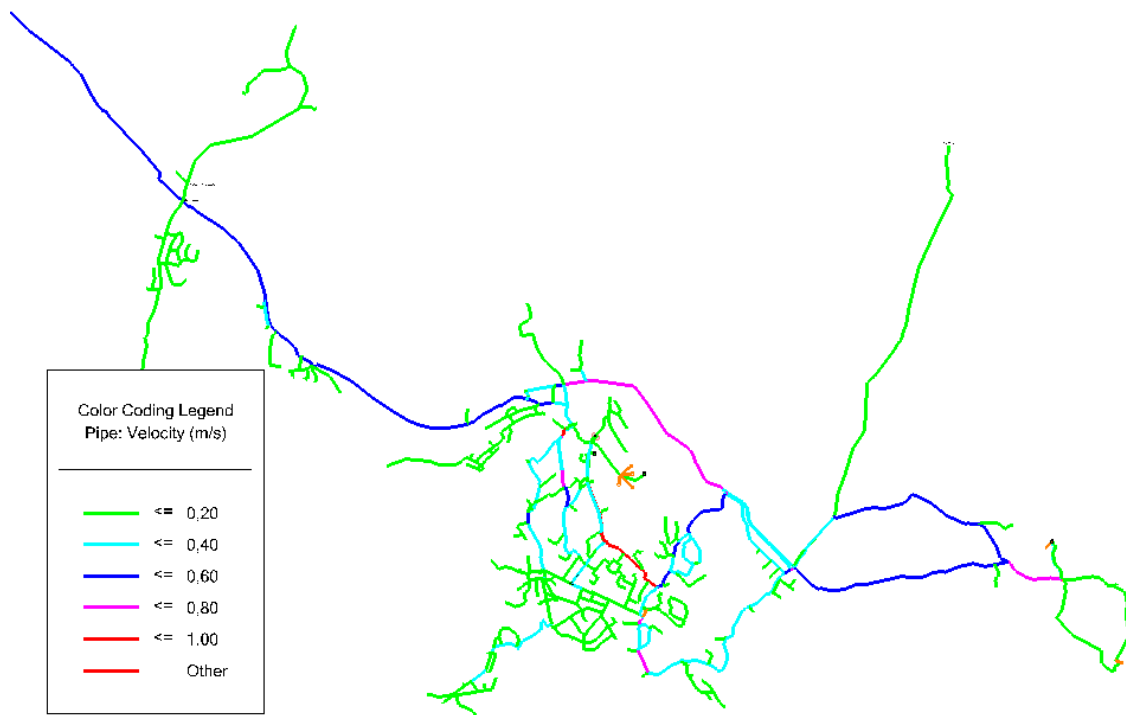 Color Coding Legend
Pipe: Velocity (m/s)
<= 0,20
<= 0,40
<= 0,60
<= 0,80
<= 1.00
Other